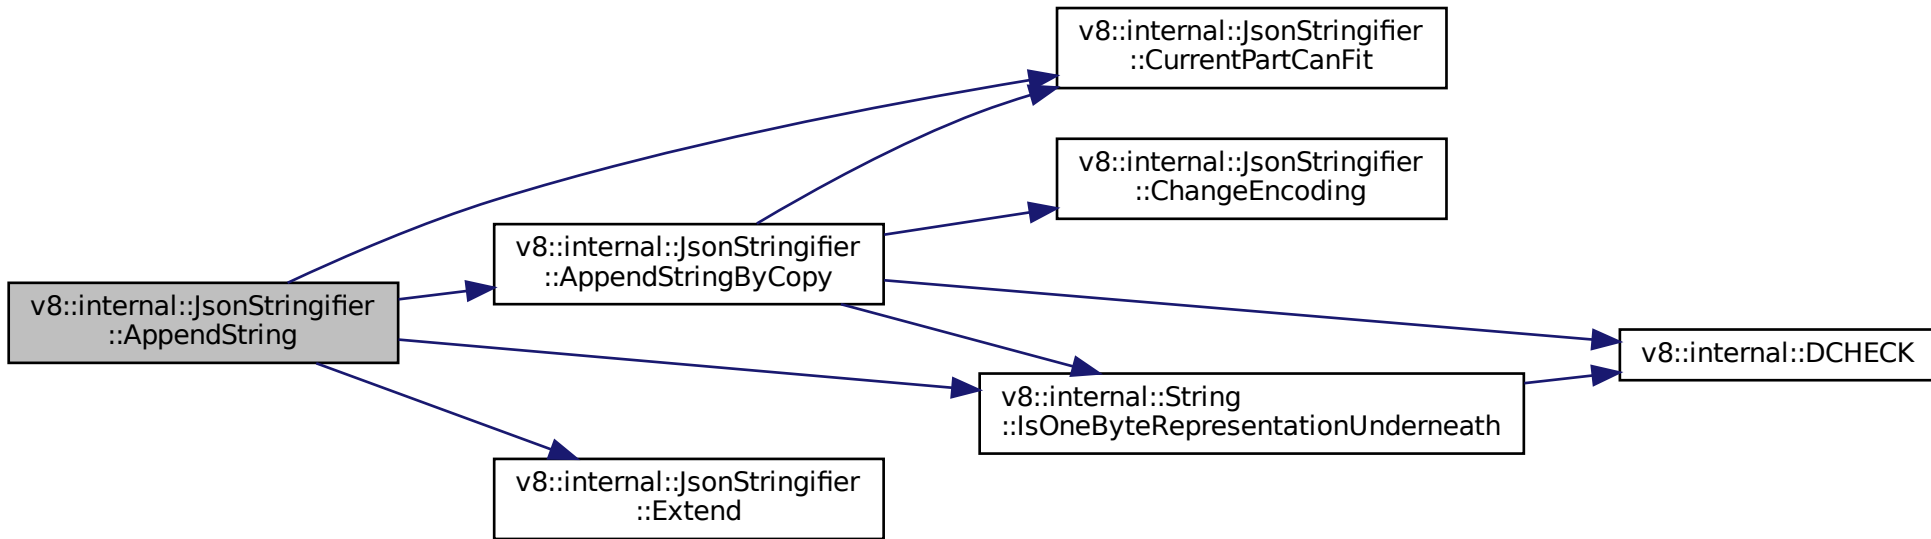 v8::internal::JsonStringifier
::AppendString
v8::internal::JsonStringifier
::AppendStringByCopy
v8::internal::JsonStringifier
::Extend
v8::internal::JsonStringifier
::CurrentPartCanFit
v8::internal::JsonStringifier
::ChangeEncoding
v8::internal::String
::IsOneByteRepresentationUnderneath
v8::internal::DCHECK